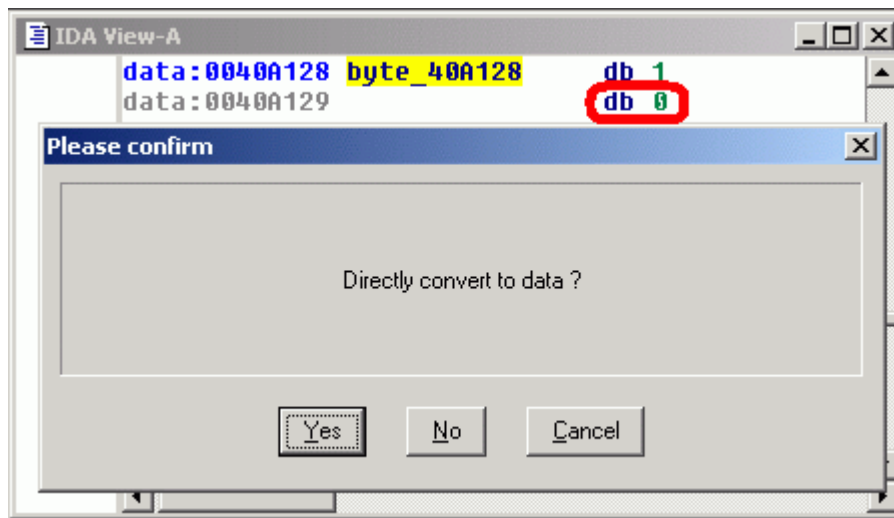 IDA View-A
data:0040A128 byte_40A128 db 1
data:0040A129 db 0
Please confirm
Directly convert to data ?
Yes No Cancel